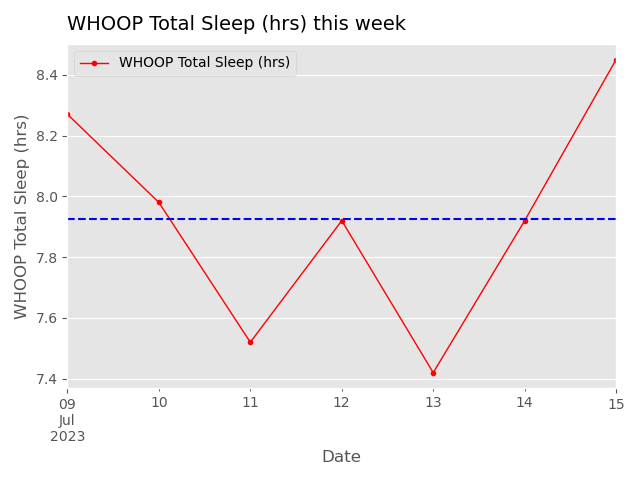 WHOOP Total Sleep (hrs) this week
WHOOP Total Sleep (hrs)
WHOOP Total Sleep (hrs)
8.4
8.2
8.0
7.8
7.6
7.4
09 10 11 12 13 14 15
Jul
2023
Date